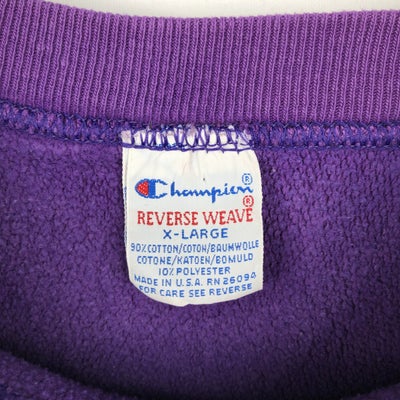 Champion®
REVERSE WEAVE®
X-LARGE
90% COTTON/COTON/BAUMWOLLE
COTONE/KATOEN/BOMULD
10% POLYESTER
MADE IN U.S.A. RN 26094
FOR CARE SEE REVERSE